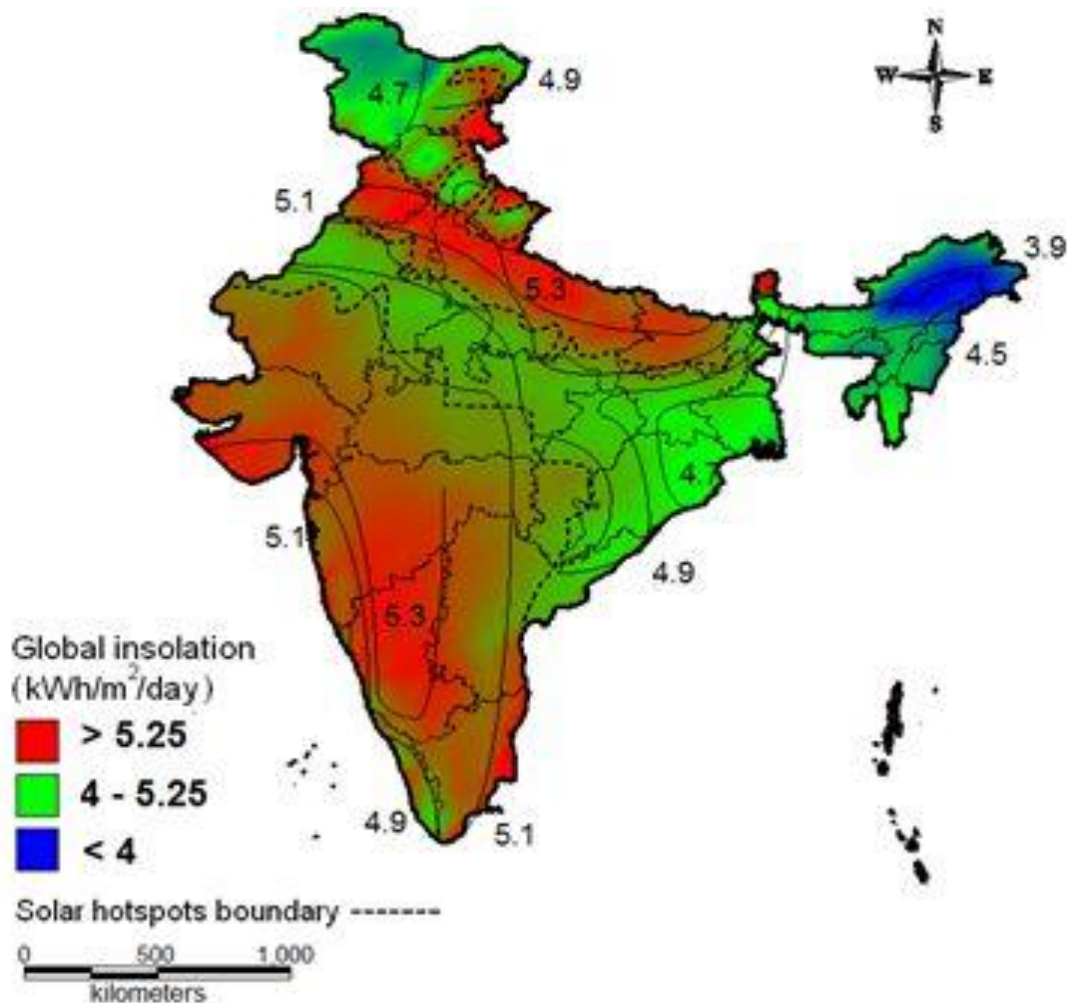 N
W E
S
4.9
4.7
5.1
3.9
5.3
4.5
4.7
5.1
4.9
5.3
Global insolation
(kWh/m²/day)
> 5.25
4 - 5.25
< 4
4.9
5.1
Solar hotspots boundary
0 500 1,000
kilometers